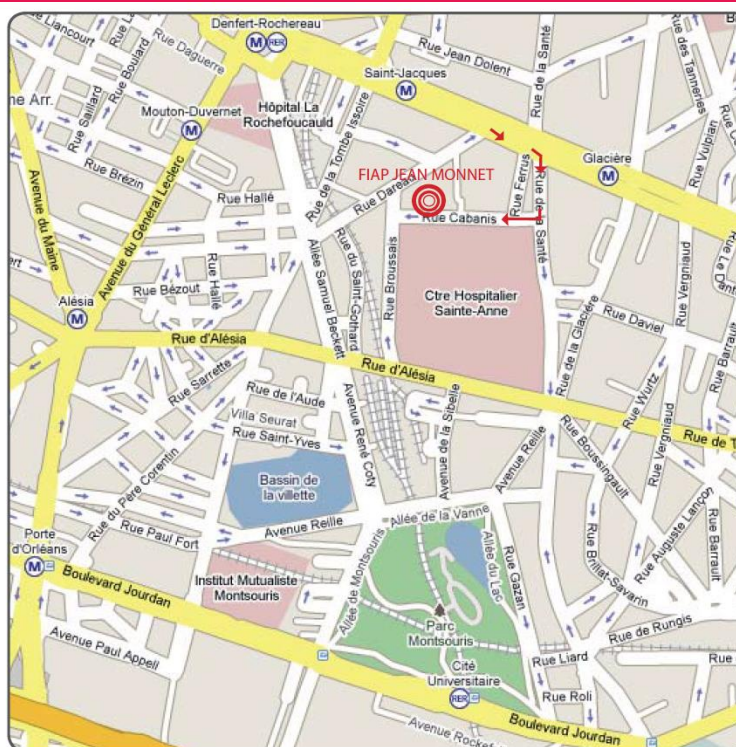 Denfert-Rochereau
M
RER
Rue Liancourt
Rue Daguerre
Rue Boulard
Rue Saillard
ne Arr.
Mouton-Duvernet
M
Hôpital La
Rochefoucauld
Saint-Jacques
M
Rue Jean Dolent
Rue de la Santé
Rue des Tanneries
Rue Vulpian
Glacière
M
Rue de la Tombe Issoire
Rue Dareau
FIAP JEAN MONNET
Rue Ferrus
Rue de la Santé
Rue Cabanis
Rue Brézin
Rue Hallé
Avenue du Maine
Avenue du Général Leclerc
Rue Bézout
Rue Hallé
Allée Samuel Beckett
Rue du Saint-Gothard
Rue Broussais
Ctre Hospitalier
Sainte-Anne
Rue de la Glacière
Rue Daviel
Rue Vergniaud
Rue Barrault
Alésia
M
Rue d'Alésia
Rue d'Alésia
Rue Sarrette
Rue de l'Aude
Villa Seurat
Rue Saint-Yves
Avenue René Coty
Avenue de la Sibelle
Avenue Reille
Rue Wurtz
Rue Vergniaud
Rue Boussingault
Rue de T
Bassin de
la villette
Rue du Père Corentin
Rue Paul Fort
Avenue Reille
Allée de la Vanne
Allée du Lac
Rue Gazan
Rue Brillat-Savarin
Rue Auguste Lançon
Rue Barrault
Porte
d'Orléans
M
Boulevard Jourdan
Institut Mutualiste
Montsouris
Allée de Montsouris
Parc
Montsouris
Rue de Rungis
Rue Liard
Rue
Avenue Paul Appell
Cité
Universitaire
RER
Rue Roli
Boulevard Jourdan